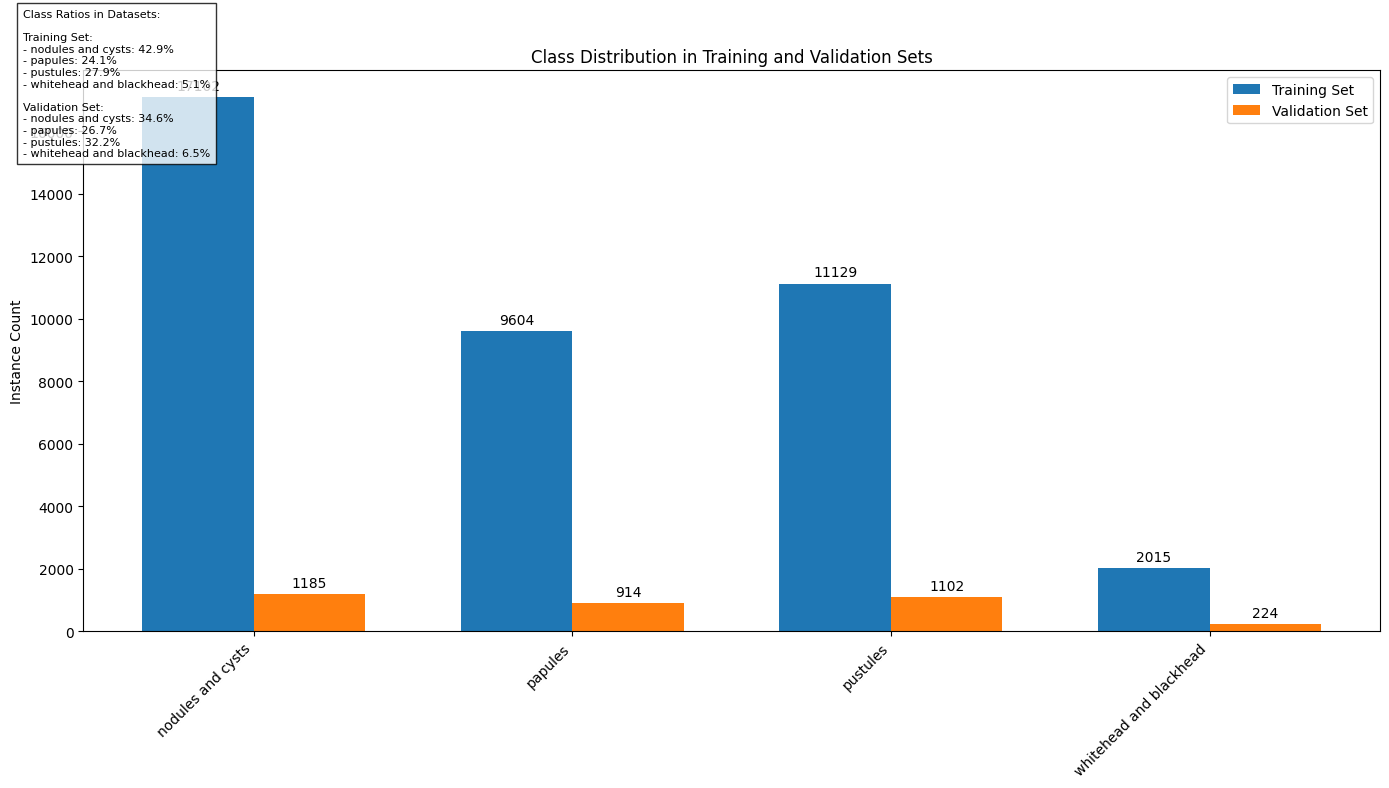 Class Ratios in Datasets:
Training Set:
- nodules and cysts: 42.9%
- papules: 24.1%
- pustules: 27.9%
- whitehead and blackhead: 5.1%
Validation Set:
- nodules and cysts: 34.6%
- papules: 26.7%
- pustules: 32.2%
- whitehead and blackhead: 6.5%
Class Distribution in Training and Validation Sets
Training Set
Validation Set
Instance Count
14000
12000
10000
8000
6000
4000
2000
0
1185
9604
914
11129
1102
2015
224
nodules and cysts
papules
pustules
whitehead and blackhead